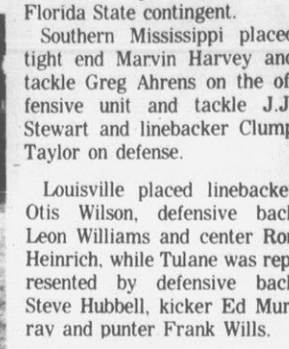 Florida State contingent.
Southern Mississippi placed
tight end Marvin Harvey and
tackle Greg Ahrens on the of-
fensive unit and tackle J.J.
Stewart and linebacker Clump
Taylor on defense.
Louisville placed linebacker
Otis Wilson, defensive back
Leon Williams and center Ron
Heinrich, while Tulane was rep-
resented by defensive back
Steve Hubbell, kicker Ed Mur-
ray and punter Frank Wills.